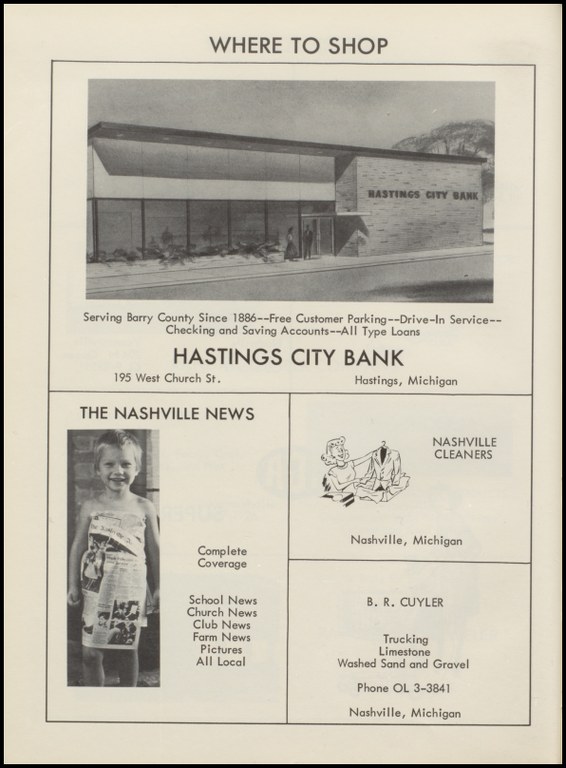 WHERE TO SHOP
HASTINGS CITY BANK
Serving Barry County Since 1886--Free Customer Parking--Drive-In Service--
Checking and Saving Accounts--All Type Loans
HASTINGS CITY BANK
195 West Church St.
Hastings, Michigan
THE NASHVILLE NEWS
Complete
Coverage
School News
Church News
Club News
Farm News
Pictures
All Local
NASHVILLE
CLEANERS
Nashville, Michigan
B. R. CUYLER
Trucking
Limestone
Washed Sand and Gravel
Phone OL 3-3841
Nashville, Michigan